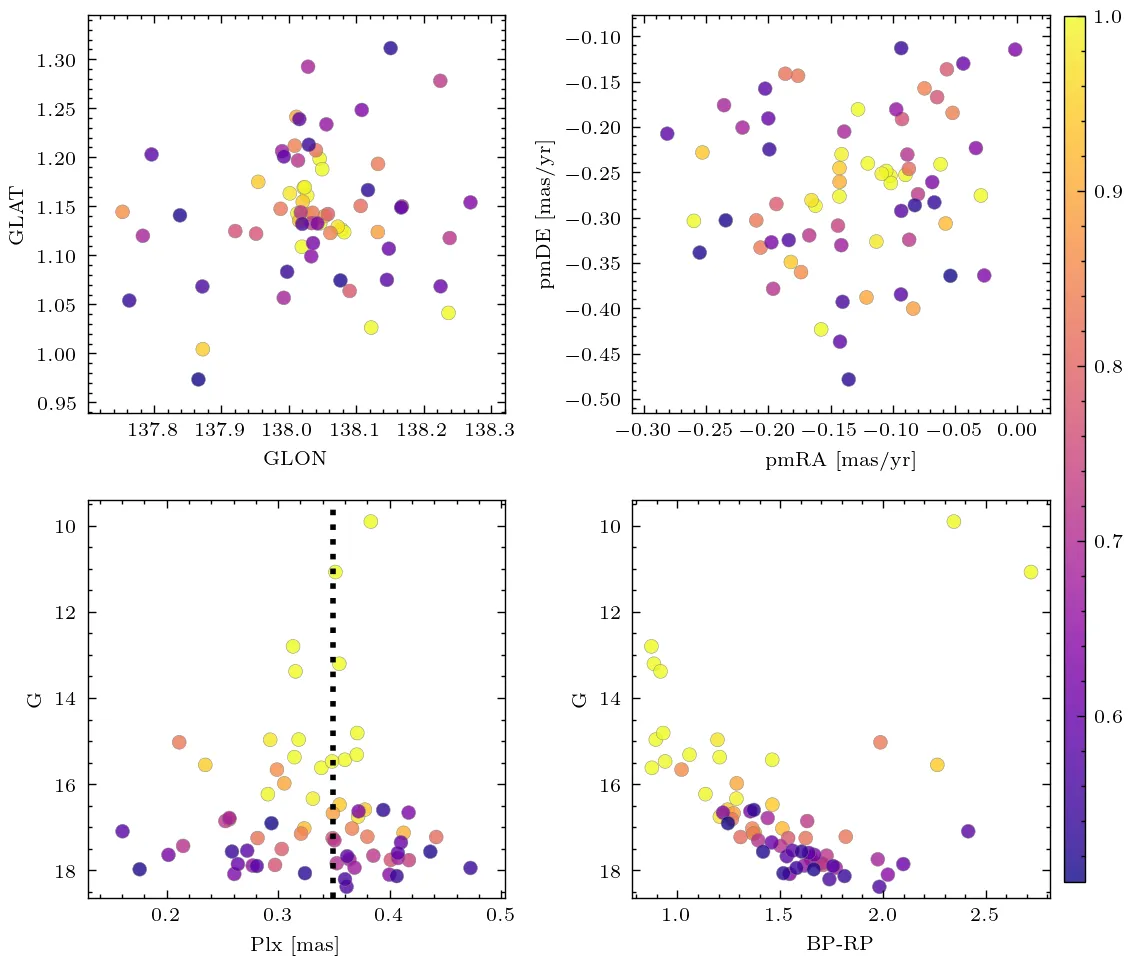 1.30
1.25
1.20
1.15
1.10
1.05
1.00
0.95
GLAT
137.8 137.9 138.0 138.1 138.2 138.3
GLON
−0.10
−0.15
−0.20
−0.25
−0.30
−0.35
−0.40
−0.45
−0.50
pmDE [mas/yr]
−0.30 −0.25 −0.20 −0.15 −0.10 −0.05 0.00
pmRA [mas/yr]
1.0
0.9
0.8
0.7
0.6
10
12
14
16
18
G
0.2 0.3 0.4 0.5
Plx [mas]
10
12
14
16
18
G
1.0 1.5 2.0 2.5
BP-RP